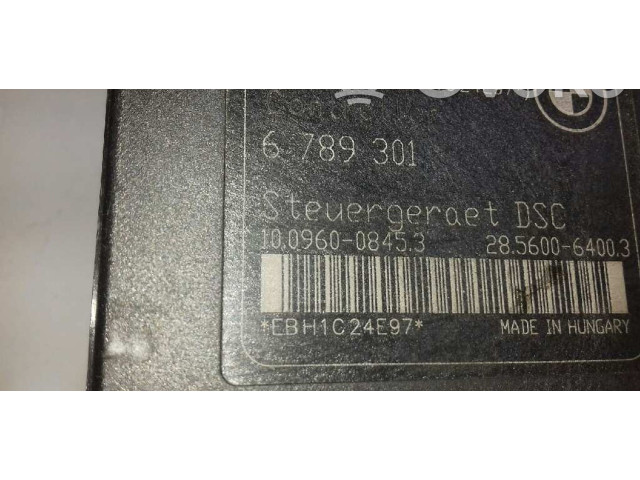 6 789 301
Steuergeraet DSC
10.0960-0845.3 28.5600-6400.3
*EBH1C24E97* MADE IN HUNGARY